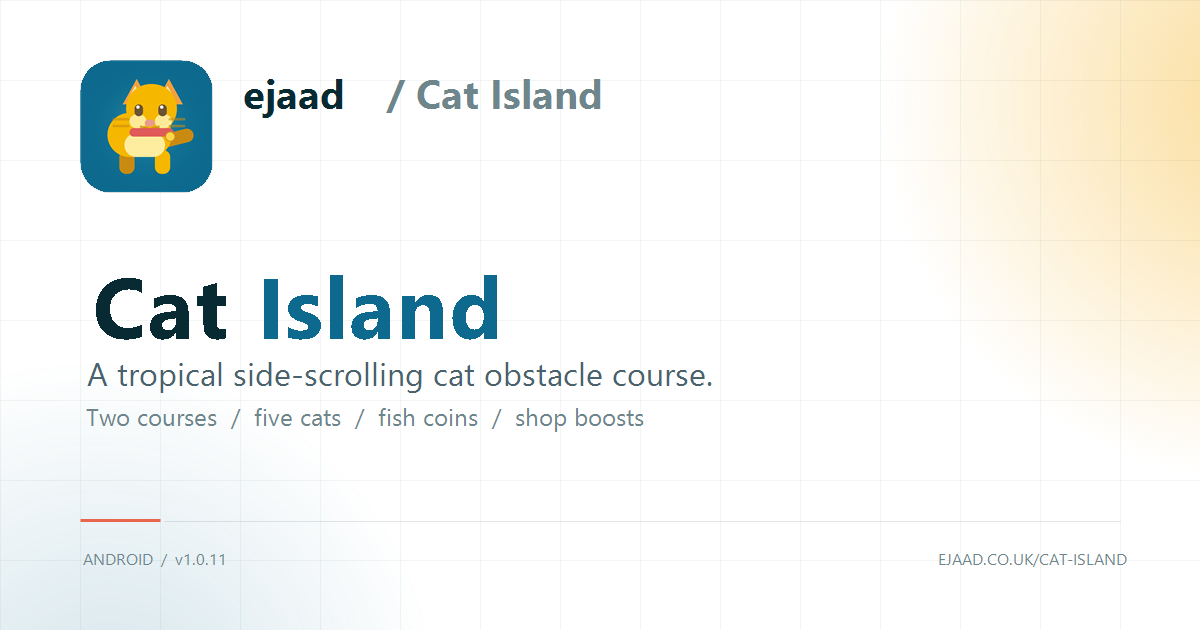 ejaad / Cat Island
Cat Island
A tropical side-scrolling cat obstacle course.
Two courses / five cats / fish coins / shop boosts
ANDROID / v1.0.11
EJAAD.CO.UK/CAT-ISLAND